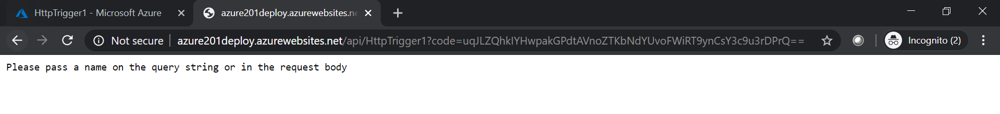 HttpTrigger1 - Microsoft Azure
azure201deploy.azurewebsites.ne
Not secure
azure201deploy.azurewebsites.net/api/HttpTrigger1?code=uqJLZQhkIYHwpakGPdtAVnoZTKbNdYUvoFWiRT9ynCsY3c9u3rDPrQ==
Incognito (2)
Please pass a name on the query string or in the request body